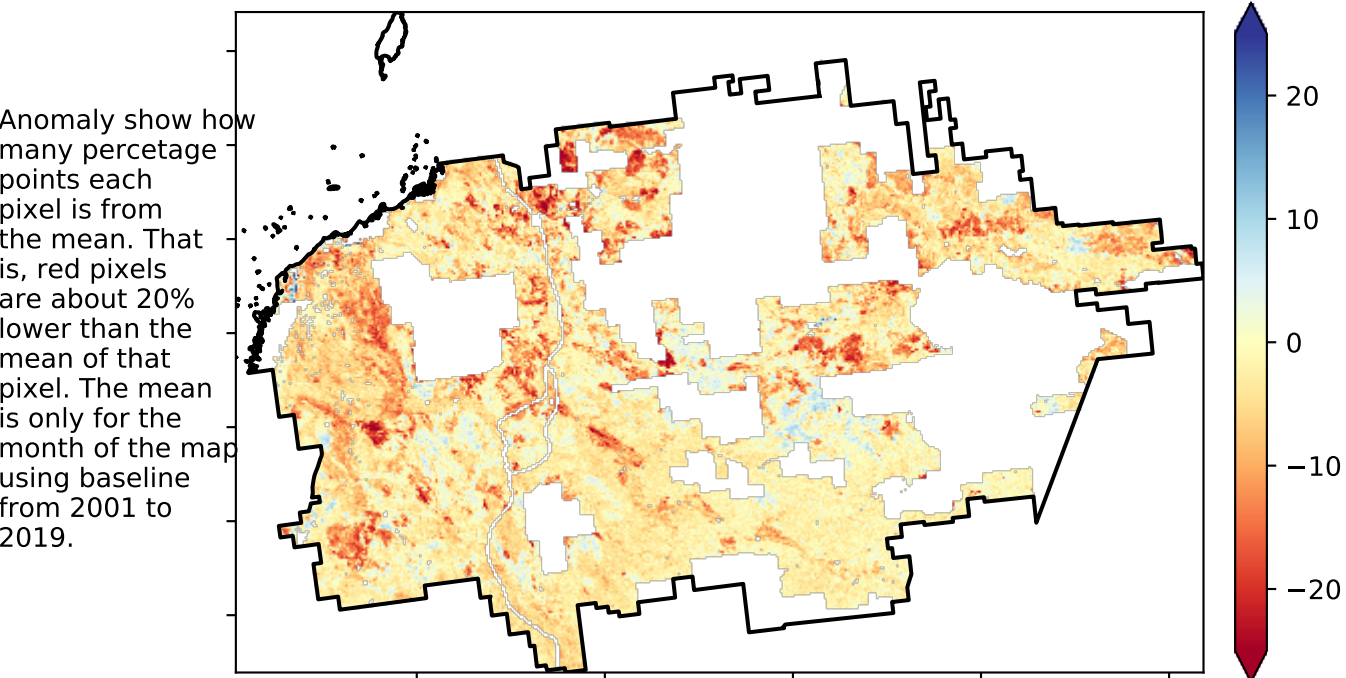 Anomaly show how
many percetage
points each
pixel is from
the mean. That
is, red pixels
are about 20%
lower than the
mean of that
pixel. The mean
is only for the
month of the map
using baseline
from 2001 to
2019.
20
10
0
−10
−20